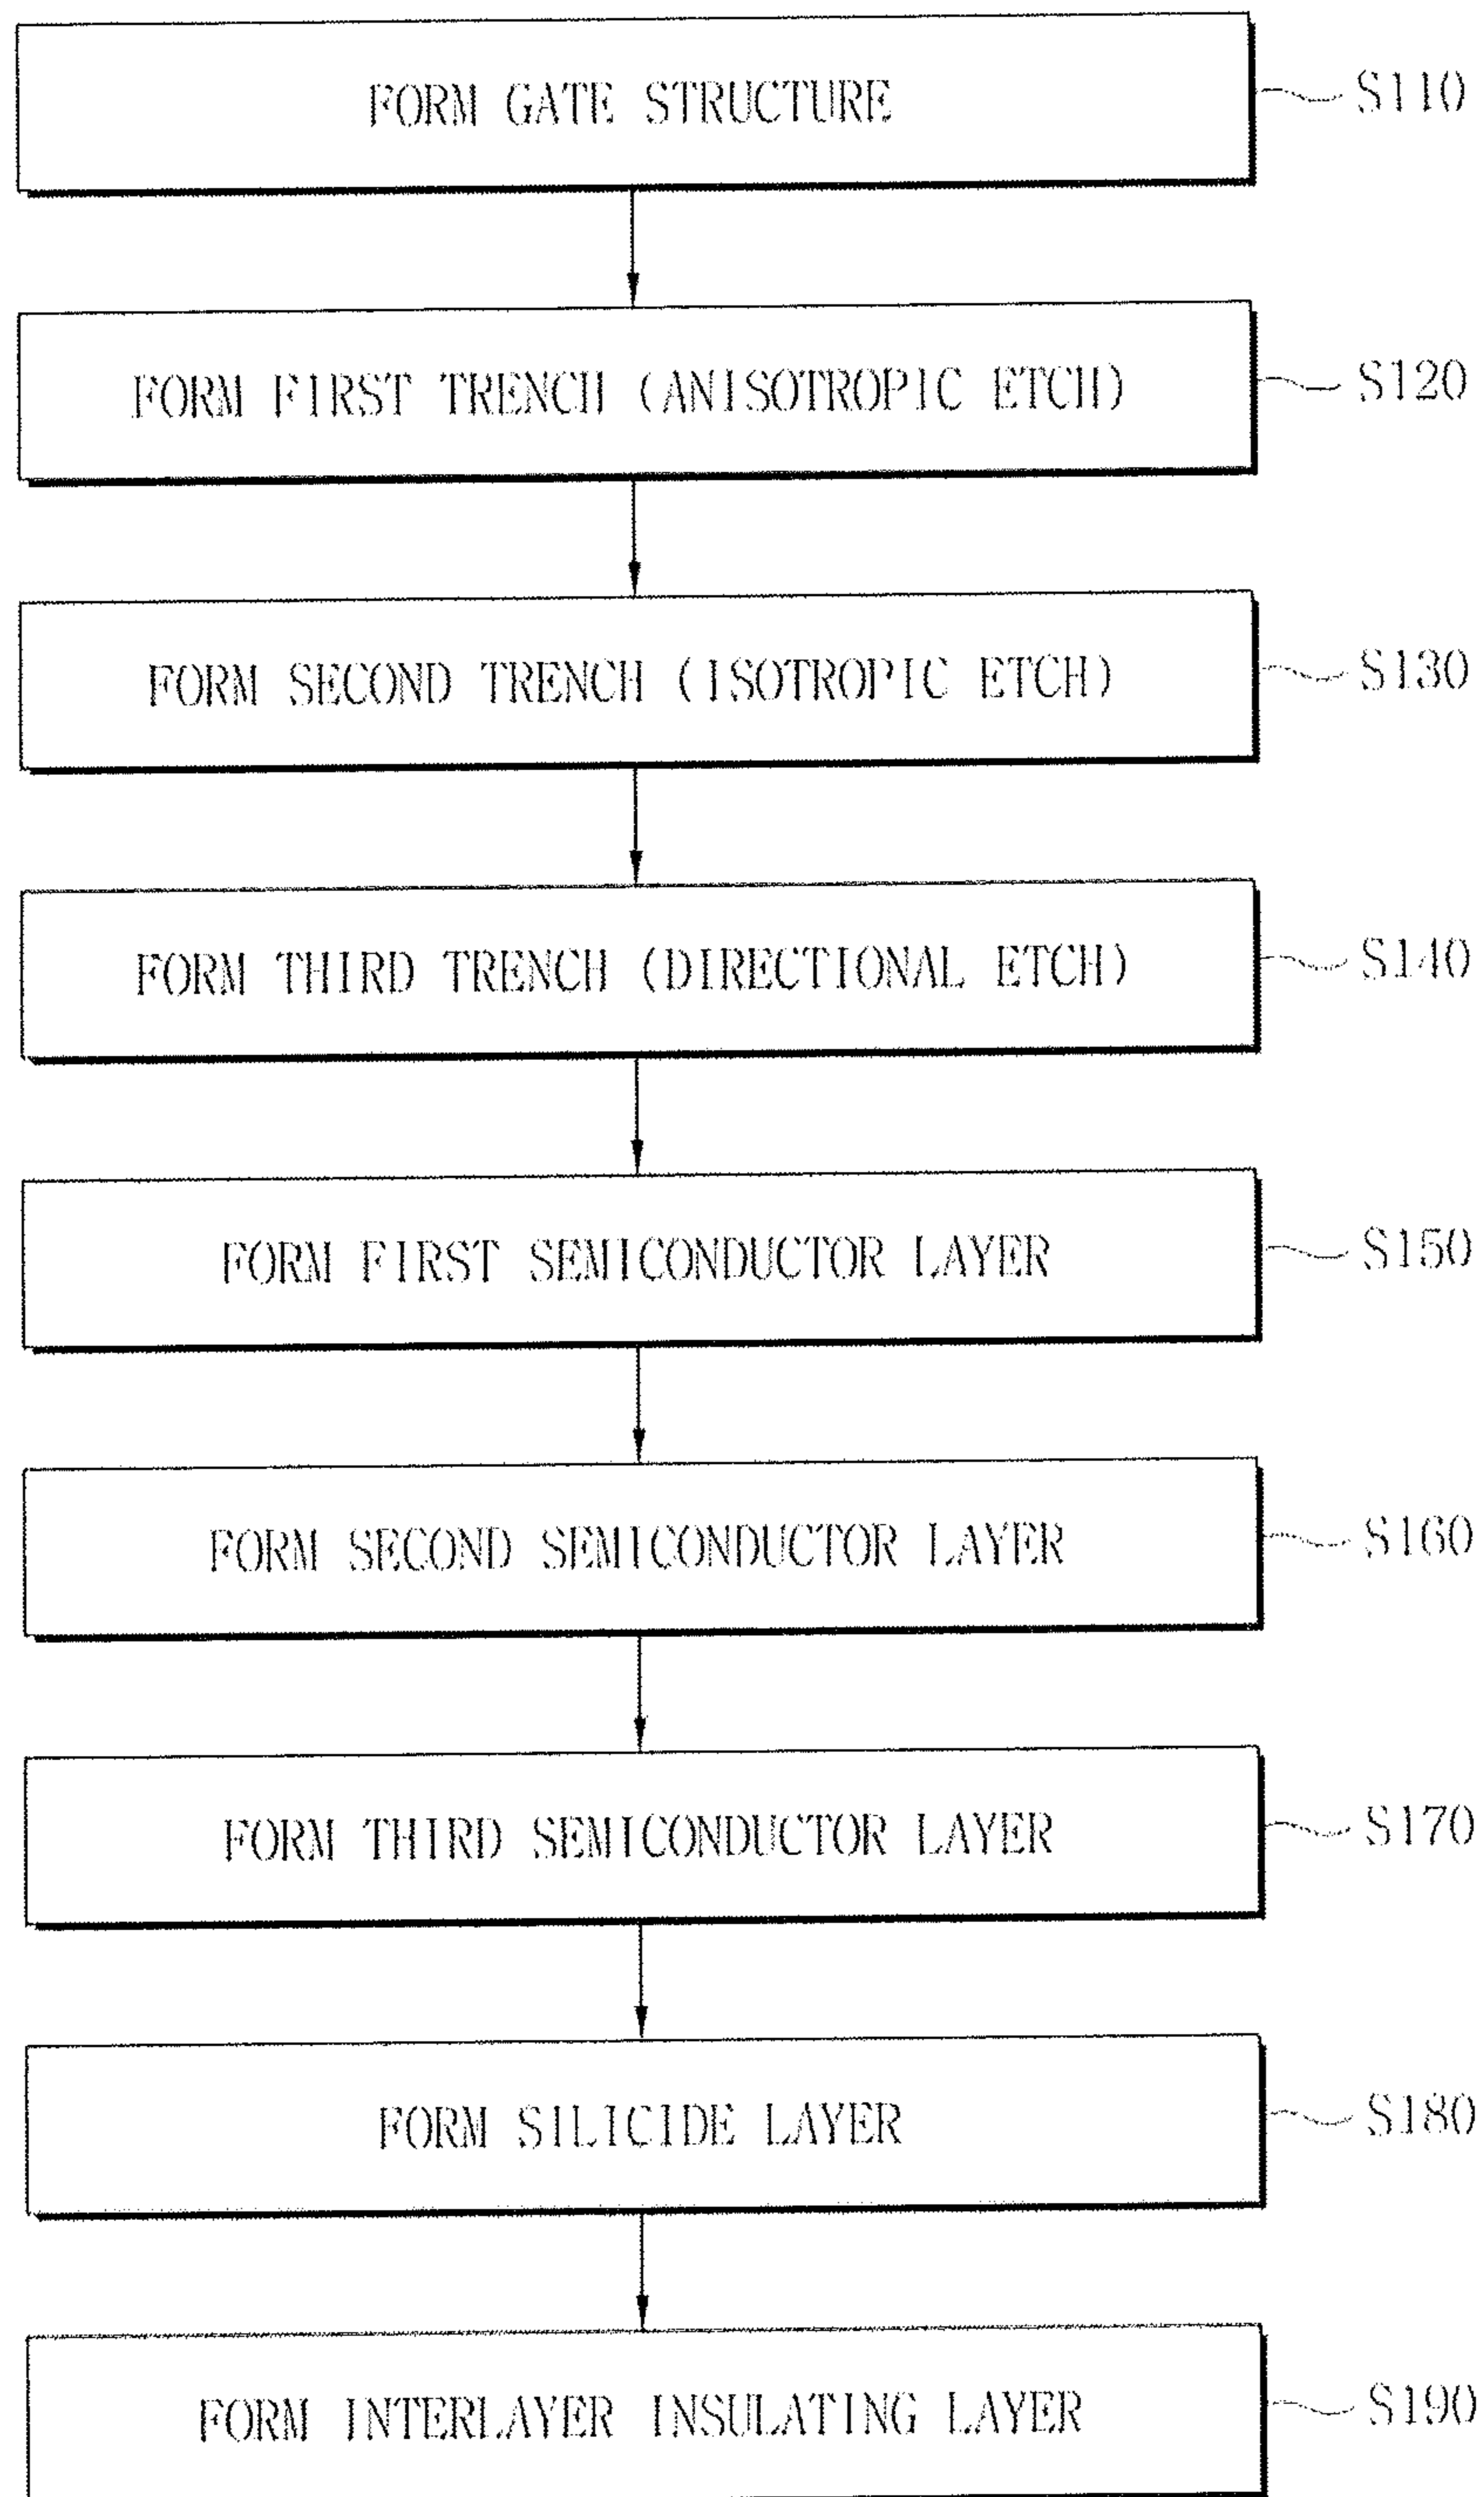 FORM GATE STRUCTURE S110
FORM FIRST TRENCH (ANISOTROPIC ETCH) S120
FORM SECOND TRENCH (ISOTROPIC ETCH) S130
FORM THIRD TRENCH (DIRECTIONAL ETCH) S140
FORM FIRST SEMICONDUCTOR LAYER S150
FORM SECOND SEMICONDUCTOR LAYER S160
FORM THIRD SEMICONDUCTOR LAYER S170
FORM SILICIDE LAYER S180
FORM INTERLAYER INSULATING LAYER S190